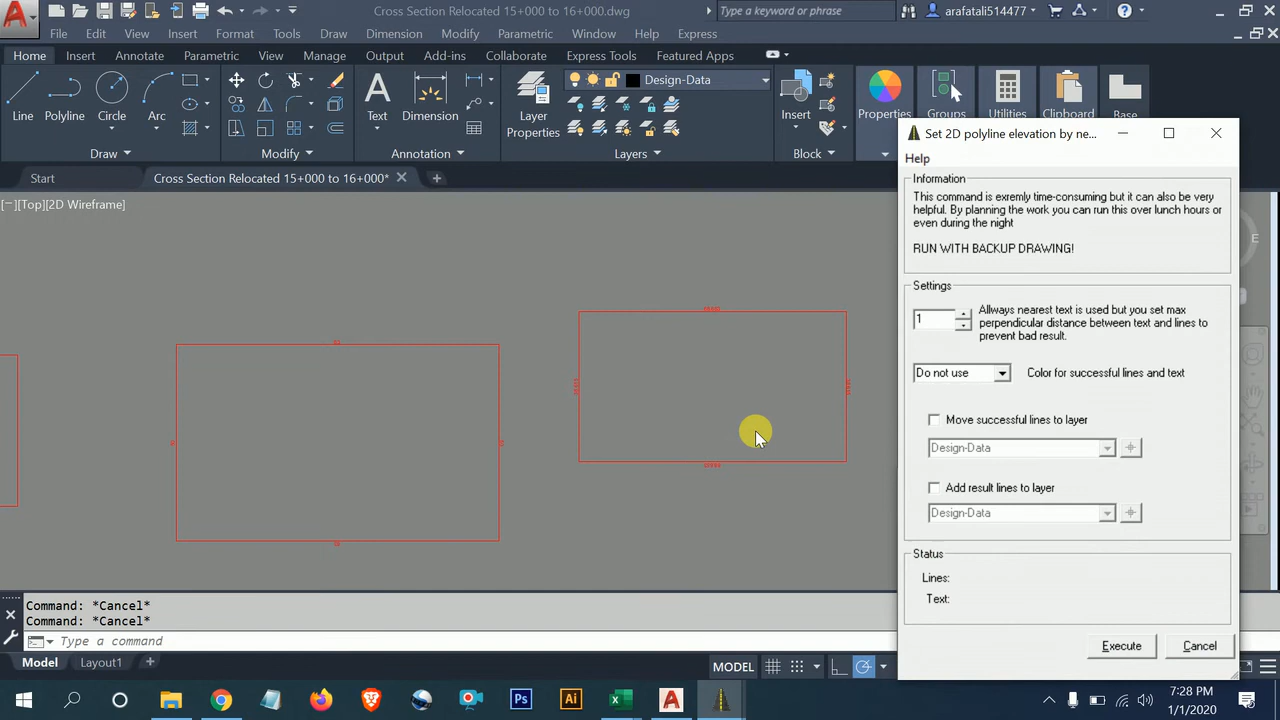 Cross Section Relocated 15+000 to 16+000.dwg
Type a keyword or phrase
arafatali514477
File Edit View Insert Format Tools Draw Dimension Modify Parametric Window Help Express
Home Insert Annotate Parametric View Manage Output Add-ins Collaborate Express Tools Featured Apps
Design-Data
Line Polyline Circle Arc
Text Dimension
Layer
Properties
Insert
Properties Groups Utilities Clipboard Base
Draw Modify Annotation Layers Block
Start Cross Section Relocated 15+000 to 16+000*
[−][Top][2D Wireframe]
E
Set 2D polyline elevation by ne...
Help
Information
This command is exremly time-consuming but it can also be very
helpful. By planning the work you can run this over lunch hours or
even during the night
RUN WITH BACKUP DRAWING!
Settings
1
Allways nearest text is used but you set max
perpendicular distance between text and lines to
prevent bad result.
Do not use Color for successful lines and text
Move successful lines to layer
Design-Data
Add result lines to layer
Design-Data
Status
Lines:
Text:
Execute Cancel
Command: *Cancel*
Command: *Cancel*
Type a command
Model Layout1
MODEL
7:28 PM
1/1/2020